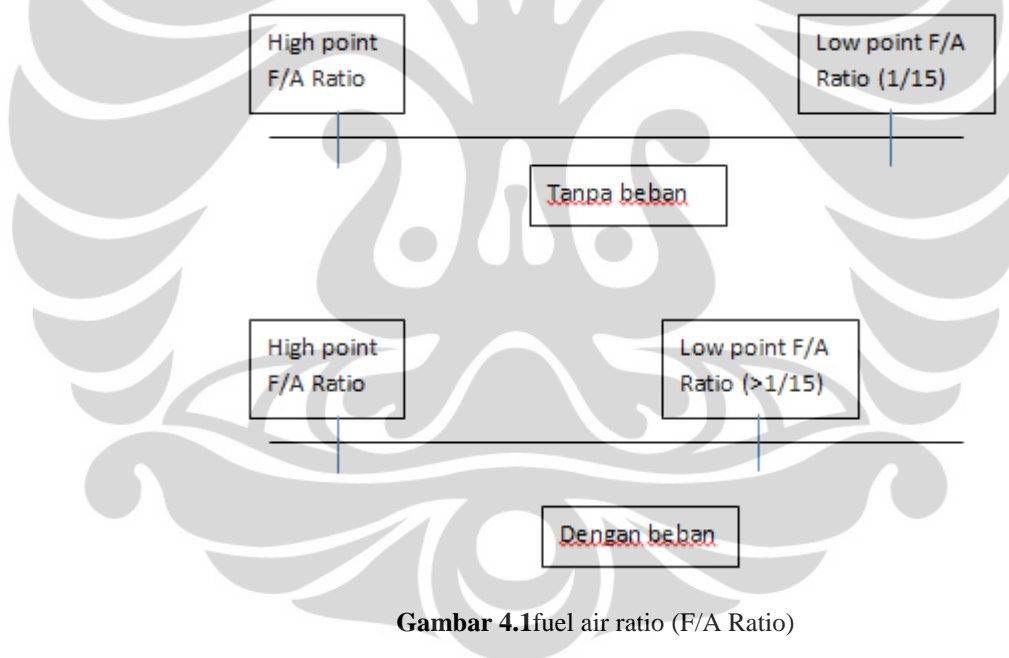 High point
F/A Ratio
Low point F/A
Ratio (1/15)
Tanpa beban
High point
F/A Ratio
Low point F/A
Ratio (>1/15)
Dengan beban
Gambar 4.1fuel air ratio (F/A Ratio)